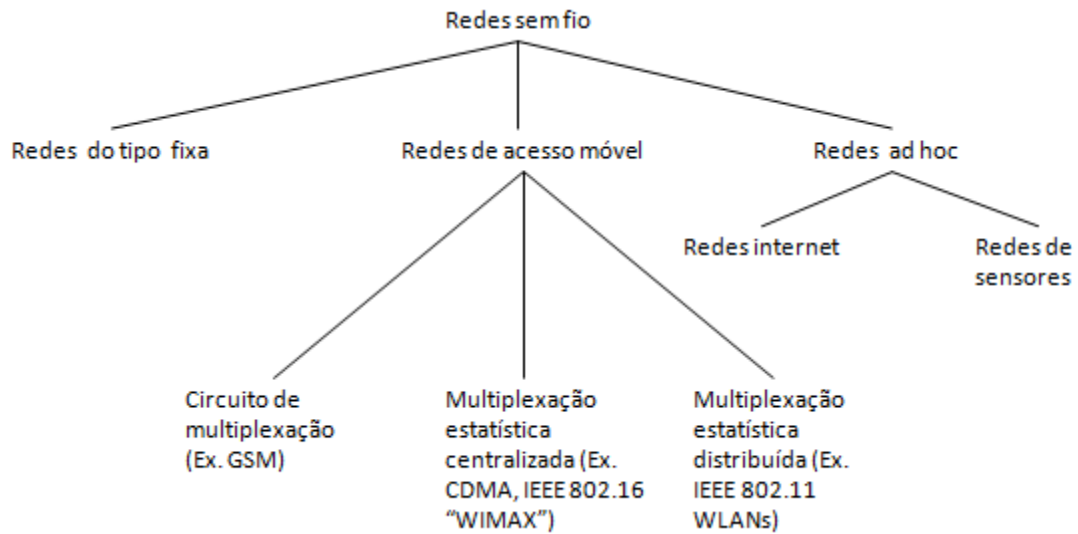 Redes sem fio
Redes do tipo fixa
Redes de acesso móvel
Redes ad hoc
Redes internet
Redes de
sensores
Circuito de
multiplexação
(Ex. GSM)
Multiplexação
estatística
centralizada (Ex.
CDMA, IEEE 802.16
“WIMAX”)
Multiplexação
estatística
distribuída (Ex.
IEEE 802.11
WLANs)